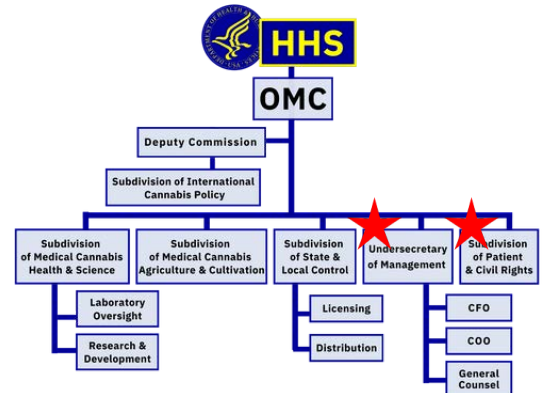 HHS
OMC
Deputy Commission
Subdivision of International
Cannabis Policy
Subdivision
of Medical Cannabis
Health & Science
Subdivision
of Medical Cannabis
Agriculture & Cultivation
Subdivision
of State &
Local Control
Undersecretary
of Management
Subdivision
of Patient
& Civil Rights
Laboratory
Oversight
Research &
Development
Licensing
Distribution
CFO
COO
General
Counsel